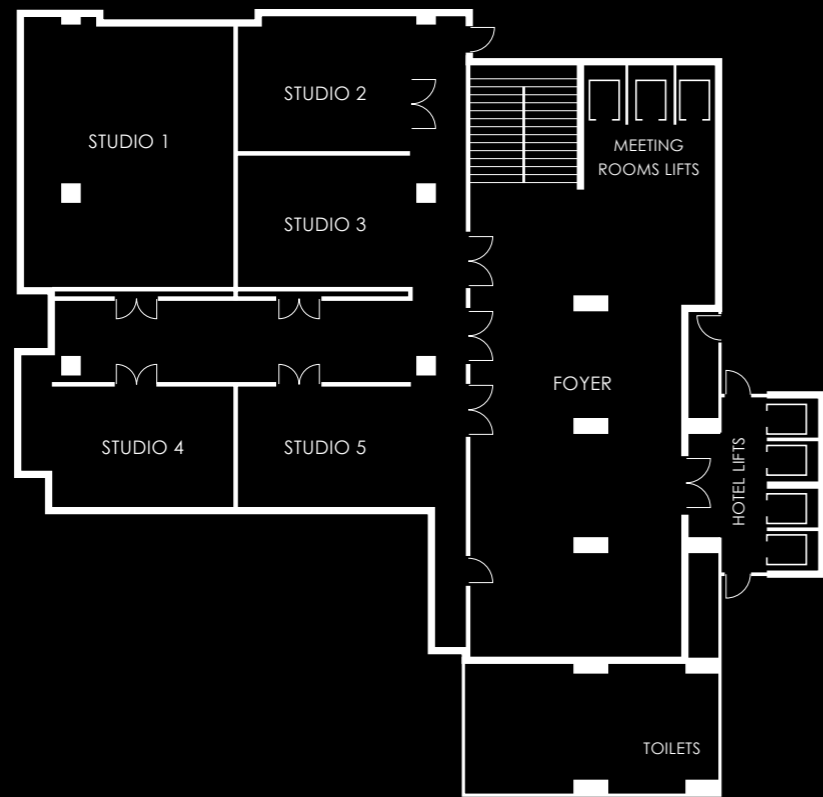 STUDIO 2
STUDIO 1
MEETING
ROOMS LIFTS
STUDIO 3
FOYER
STUDIO 4
STUDIO 5
HOTEL LIFTS
TOILETS